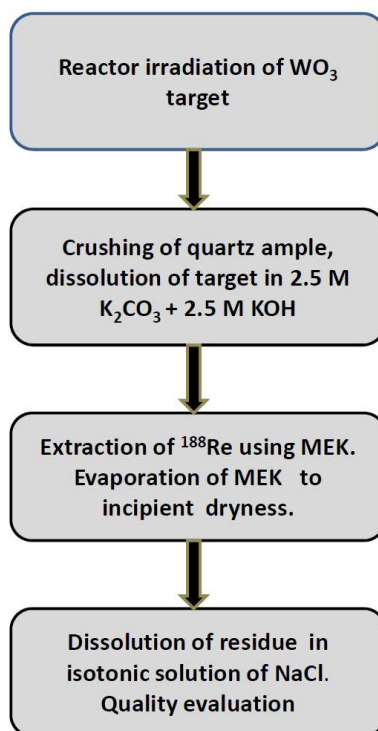 Reactor irradiation of WO₃
target
Crushing of quartz ample,
dissolution of target in 2.5 M
K₂CO₃ + 2.5 M KOH
Extraction of ¹⁸⁸Re using MEK.
Evaporation of MEK to
incipient dryness.
Dissolution of residue in
isotonic solution of NaCl.
Quality evaluation